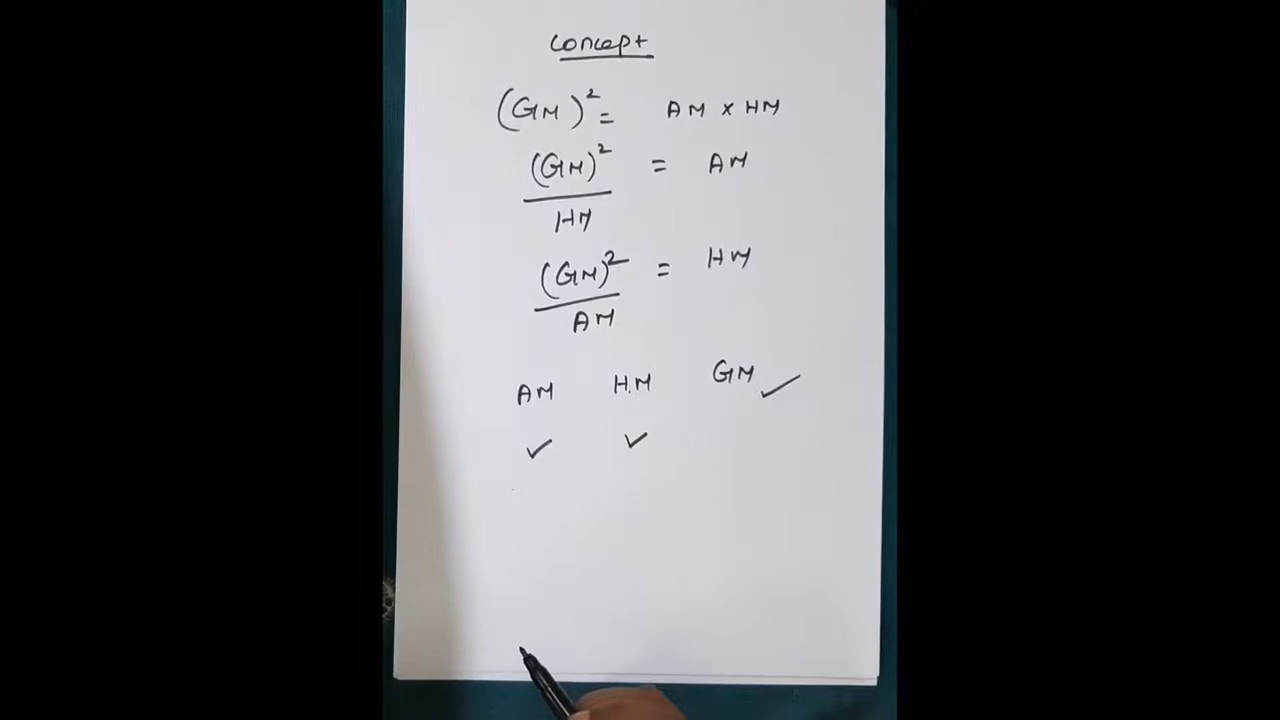 Concept
(GM)² = AM × HM
(GM)² = AM
HM
(GM)² = HM
AM
AM H.M GM ✓
✓ ✓